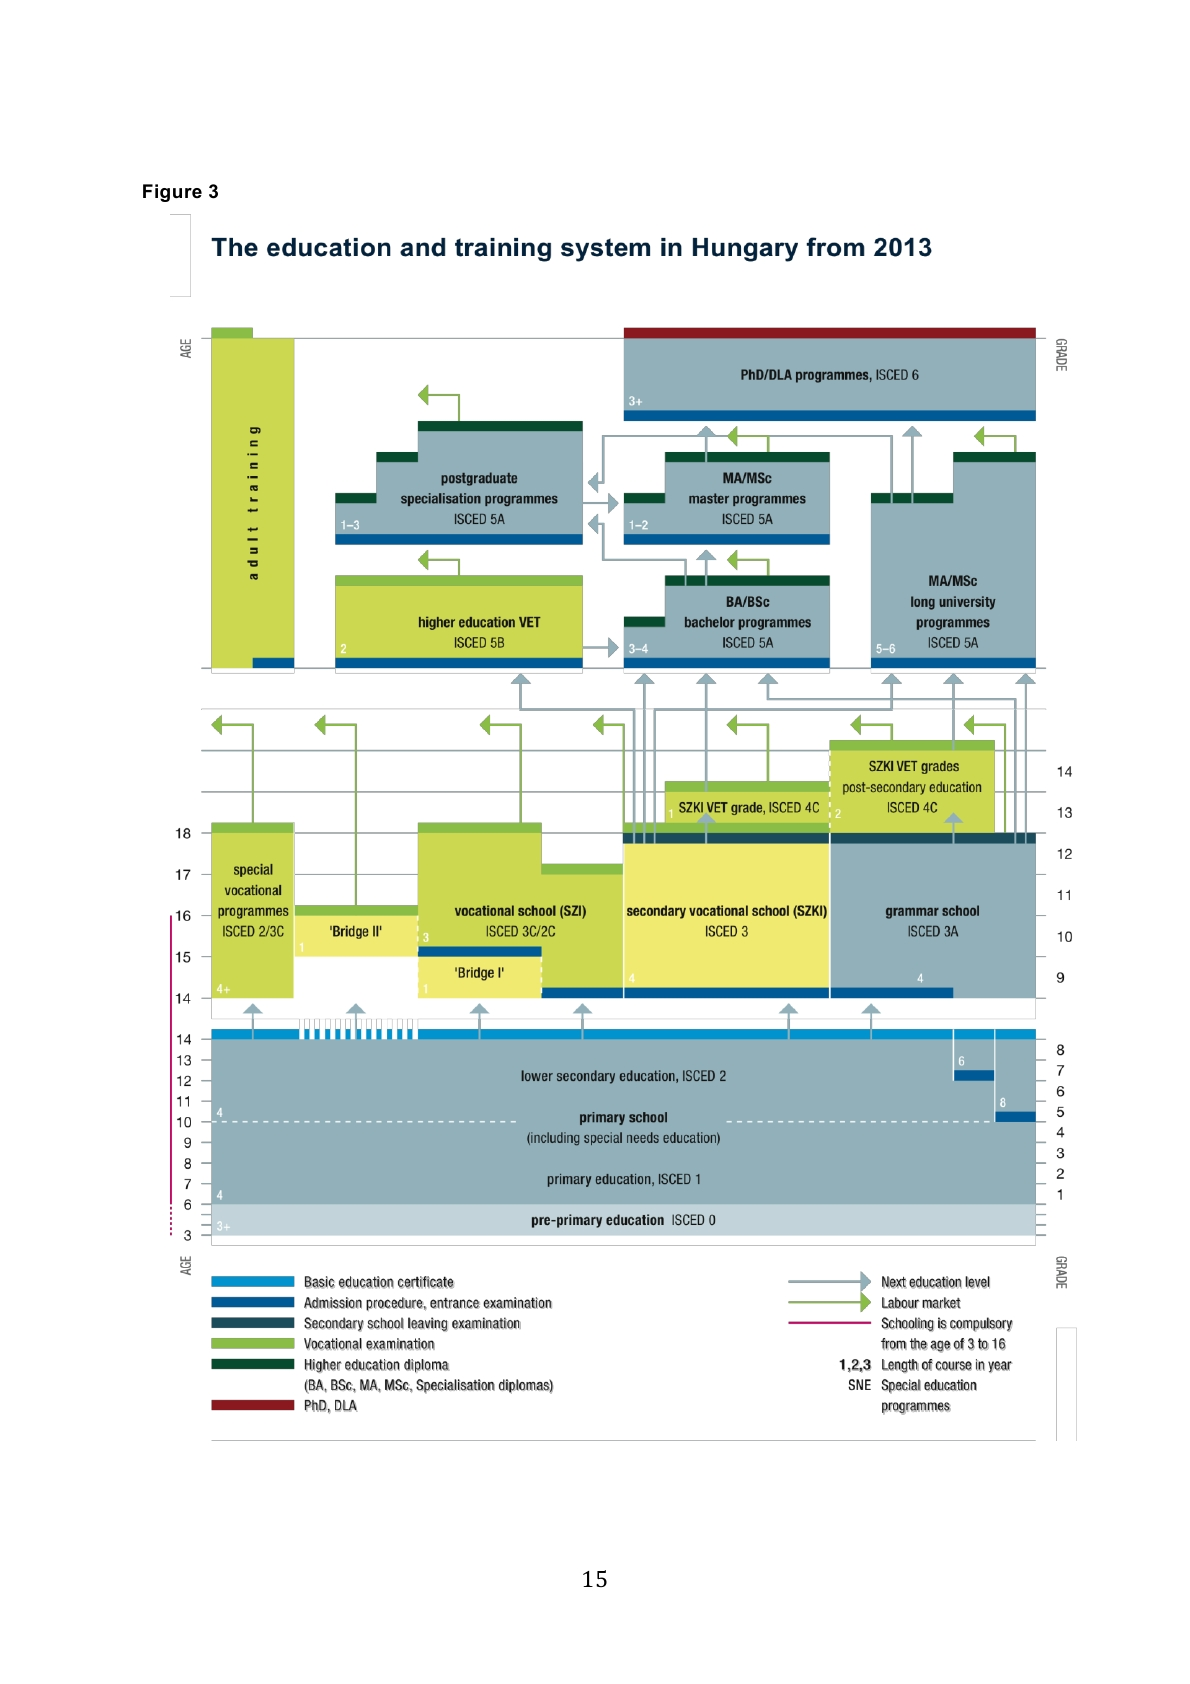 Figure 3
The education and training system in Hungary from 2013
AGE
GRADE
PhD/DLA programmes, ISCED 6
3+
adult training
postgraduate
specialisation programmes
ISCED 5A
1–3
MA/MSc
master programmes
ISCED 5A
1–2
higher education VET
ISCED 5B
2
BA/BSc
bachelor programmes
ISCED 5A
3–4
MA/MSc
long university
programmes
ISCED 5A
5–6
SZKI VET grades
post-secondary education
ISCED 4C
2
SZKI VET grade, ISCED 4C
1
14
13
12
11
10
9
18
17
16
15
14
special
vocational
programmes
ISCED 2/3C
4+
'Bridge II'
1
vocational school (SZI)
ISCED 3C/2C
3
'Bridge I'
1
secondary vocational school (SZKI)
ISCED 3
4
grammar school
ISCED 3A
4
14
13
12
11
10
9
8
7
6
3
8
7
6
5
4
3
2
1
lower secondary education, ISCED 2
6
8
4
primary school
(including special needs education)
primary education, ISCED 1
4
pre-primary education ISCED 0
3+
AGE
GRADE
Basic education certificate
Admission procedure, entrance examination
Secondary school leaving examination
Vocational examination
Higher education diploma
(BA, BSc, MA, MSc, Specialisation diplomas)
PhD, DLA
Next education level
Labour market
Schooling is compulsory
from the age of 3 to 16
1,2,3 Length of course in year
SNE Special education
programmes
15